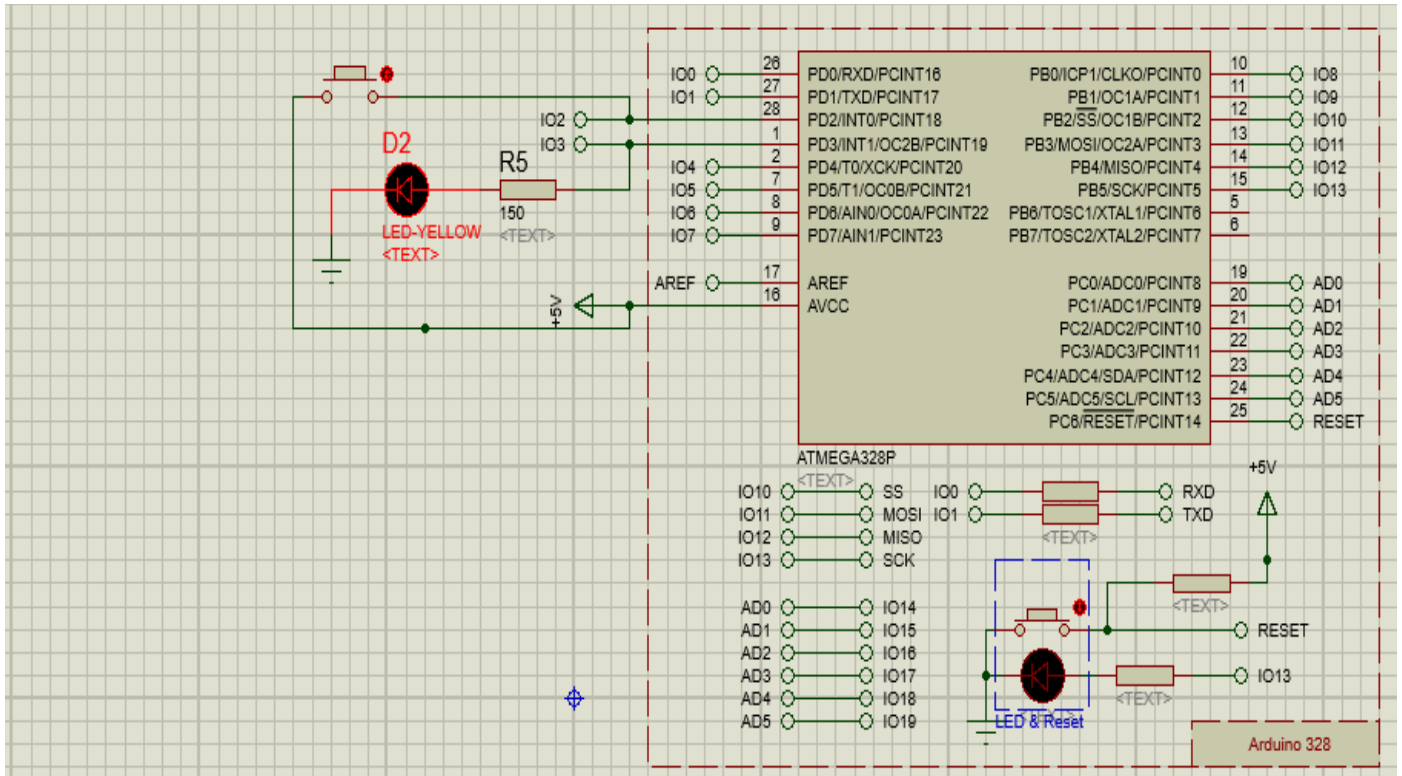 IO0 26 PD0/RXD/PCINT16 PB0/ICP1/CLKO/PCINT0 10 IO8
IO1 27 PD1/TXD/PCINT17 PB1/OC1A/PCINT1 11 IO9
IO2 28 PD2/INT0/PCINT18 PB2/SS/OC1B/PCINT2 12 IO10
IO3 1 PD3/INT1/OC2B/PCINT19 PB3/MOSI/OC2A/PCINT3 13 IO11
IO4 2 PD4/T0/XCK/PCINT20 PB4/MISO/PCINT4 14 IO12
IO5 7 PD5/T1/OC0B/PCINT21 PB5/SCK/PCINT5 15 IO13
IO6 8 PD6/AIN0/OC0A/PCINT22 PB6/TOSC1/XTAL1/PCINT6 5
IO7 9 PD7/AIN1/PCINT23 PB7/TOSC2/XTAL2/PCINT7 6
D2
R5
150
LED-YELLOW <TEXT>
<TEXT>
AREF 17 AREF PC0/ADC0/PCINT8 19 AD0
+5V 16 AVCC PC1/ADC1/PCINT9 20 AD1
PC2/ADC2/PCINT10 21 AD2
PC3/ADC3/PCINT11 22 AD3
PC4/ADC4/SDA/PCINT12 23 AD4
PC5/ADC5/SCL/PCINT13 24 AD5
PC6/RESET/PCINT14 25 RESET
ATMEGA328P
<TEXT>
IO10 SS
IO11 MOSI
IO12 MISO
IO13 SCK
IO0 RXD
IO1 TXD
<TEXT>
+5V
<TEXT>
AD0 IO14
AD1 IO15
AD2 IO16
AD3 IO17
AD4 IO18
AD5 IO19
RESET
IO13
<TEXT>
<TEXT>
LED & Reset
Arduino 328